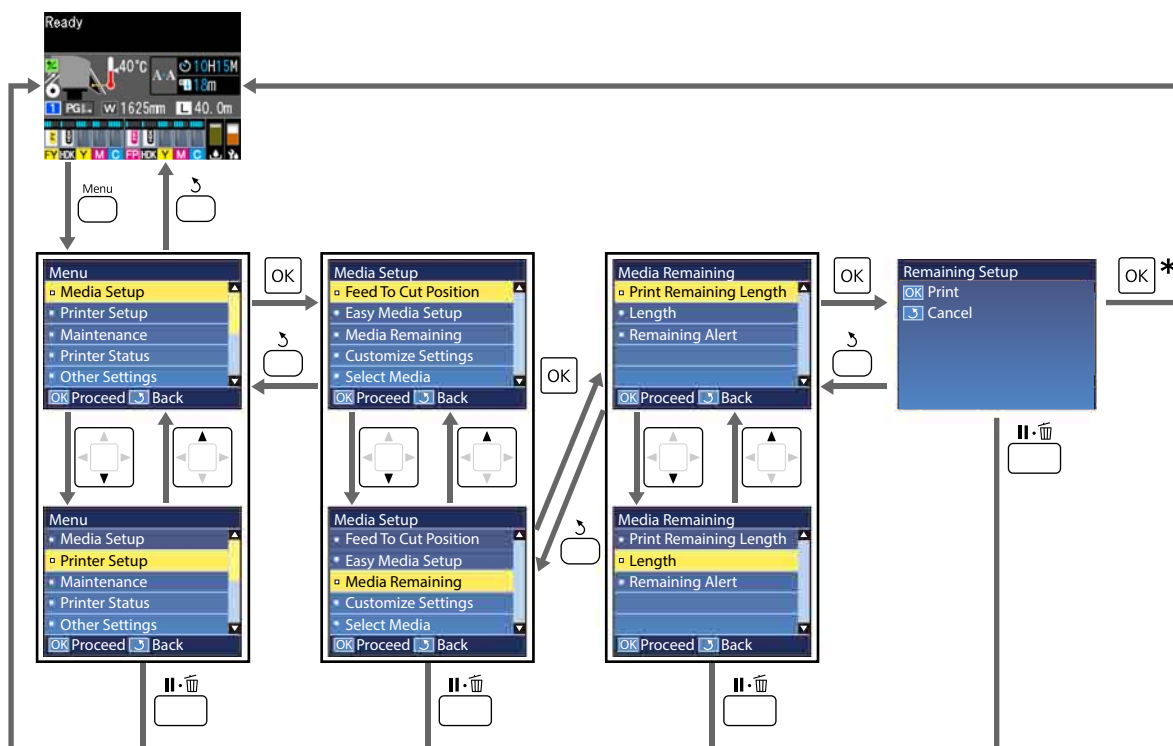 Ready
40°C
A·A
10H15M
18m
1
W 1625mm
L 40.0m
FY HDK Y M C HDK Y M C
Menu
Menu
Media Setup
Printer Setup
Maintenance
Printer Status
Other Settings
OK Proceed Back
OK
Media Setup
Feed To Cut Position
Easy Media Setup
Media Remaining
Customize Settings
Select Media
OK Proceed Back
OK
Media Remaining
Print Remaining Length
Length
Remaining Alert
OK Proceed Back
OK
Remaining Setup
OK Print
Cancel
OK *
Menu
Media Setup
Printer Setup
Maintenance
Printer Status
Other Settings
OK Proceed Back
Media Setup
Feed To Cut Position
Easy Media Setup
Media Remaining
Customize Settings
Select Media
OK Proceed Back
Media Remaining
Print Remaining Length
Length
Remaining Alert
OK Proceed Back